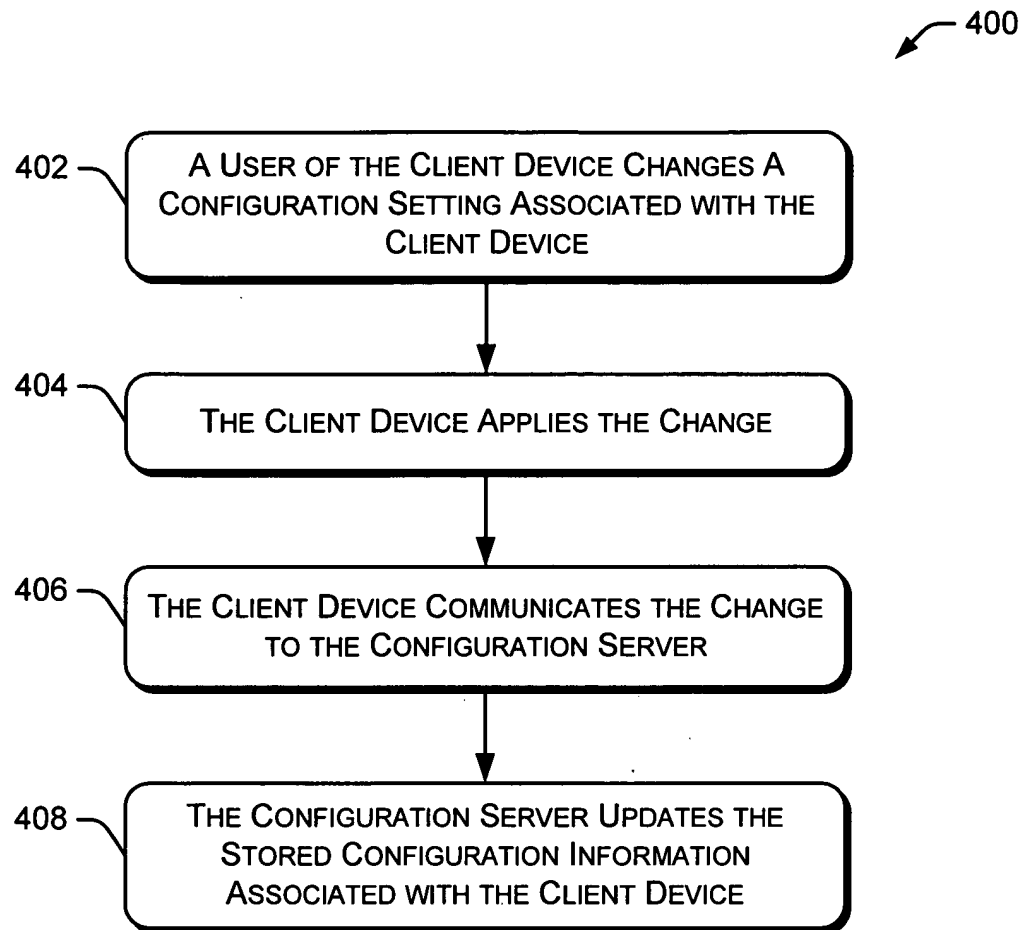 400
402
A USER OF THE CLIENT DEVICE CHANGES A
CONFIGURATION SETTING ASSOCIATED WITH THE
CLIENT DEVICE
404
THE CLIENT DEVICE APPLIES THE CHANGE
406
THE CLIENT DEVICE COMMUNICATES THE CHANGE
TO THE CONFIGURATION SERVER
408
THE CONFIGURATION SERVER UPDATES THE
STORED CONFIGURATION INFORMATION
ASSOCIATED WITH THE CLIENT DEVICE